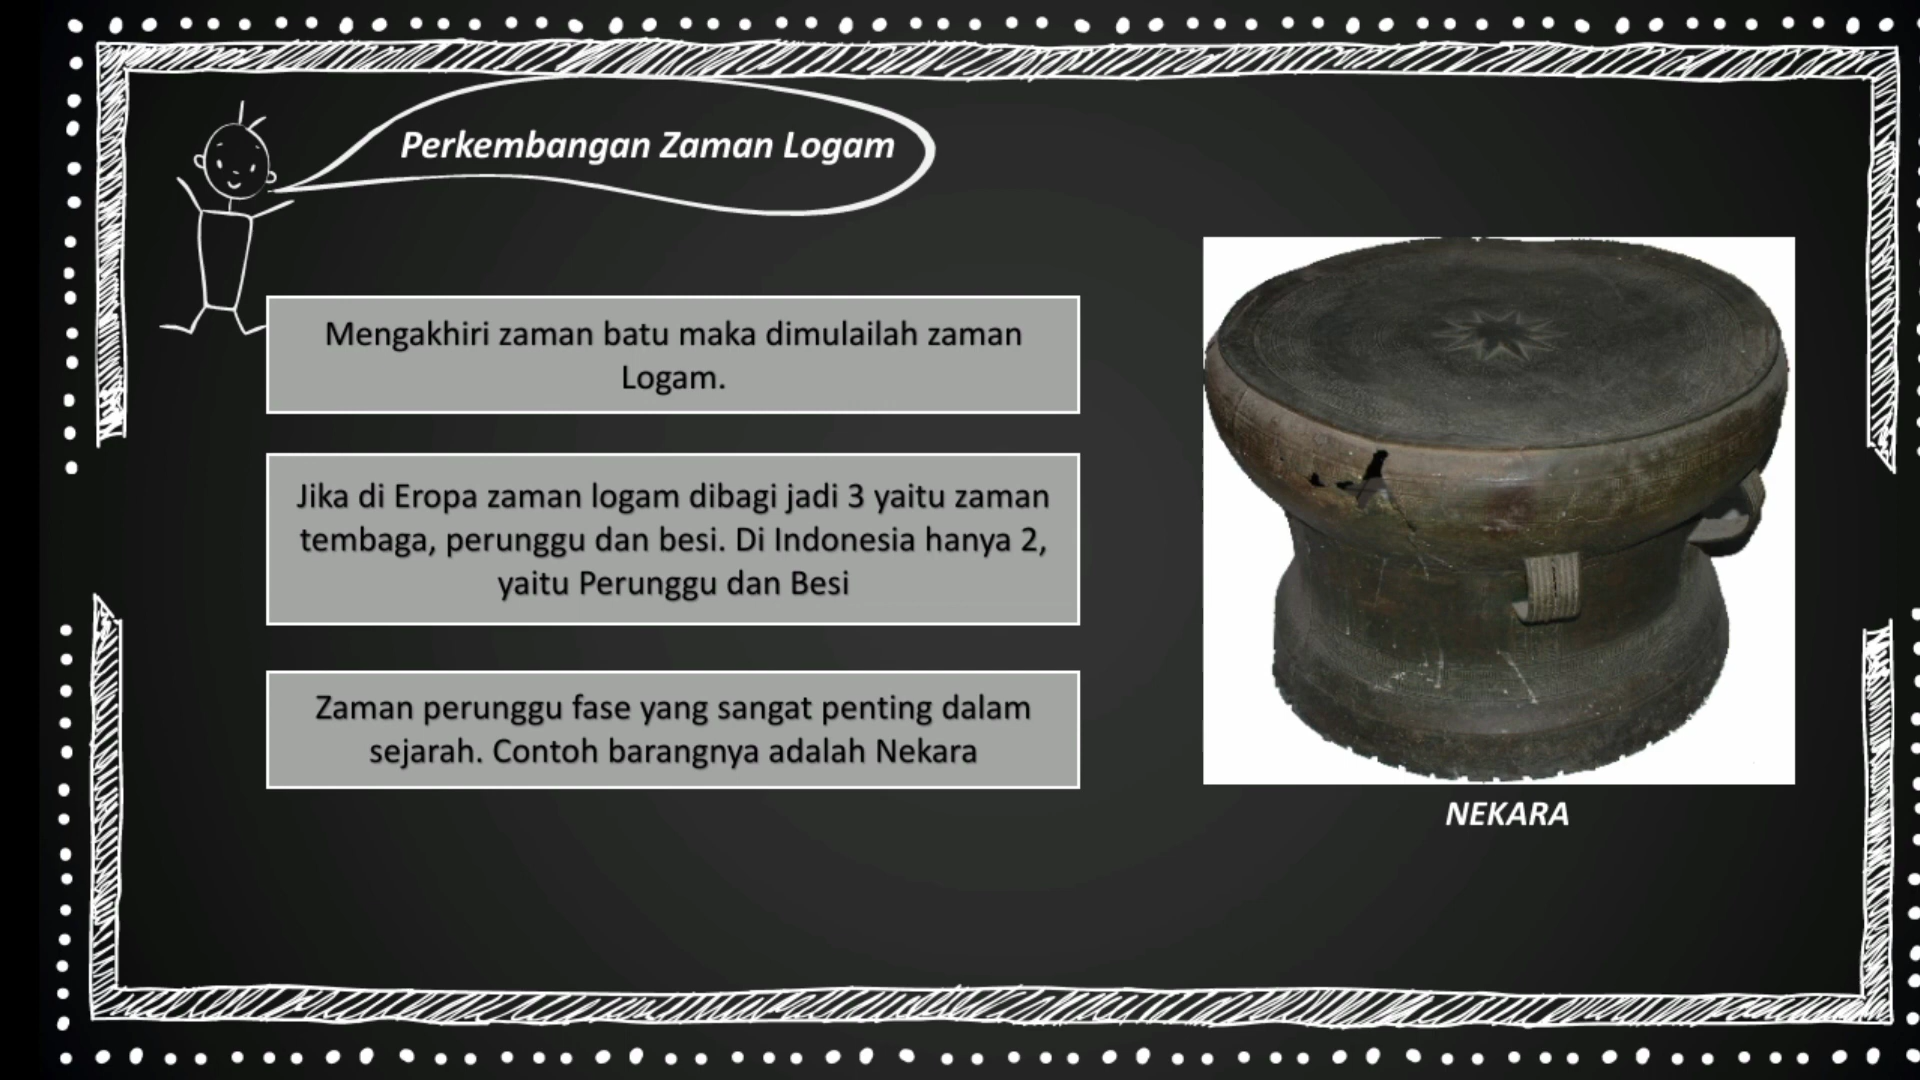 Perkembangan Zaman Logam
Mengakhiri zaman batu maka dimulailah zaman
Logam.
Jika di Eropa zaman logam dibagi jadi 3 yaitu zaman
tembaga, perunggu dan besi. Di Indonesia hanya 2,
yaitu Perunggu dan Besi
Zaman perunggu fase yang sangat penting dalam
sejarah. Contoh barangnya adalah Nekara
NEKARA